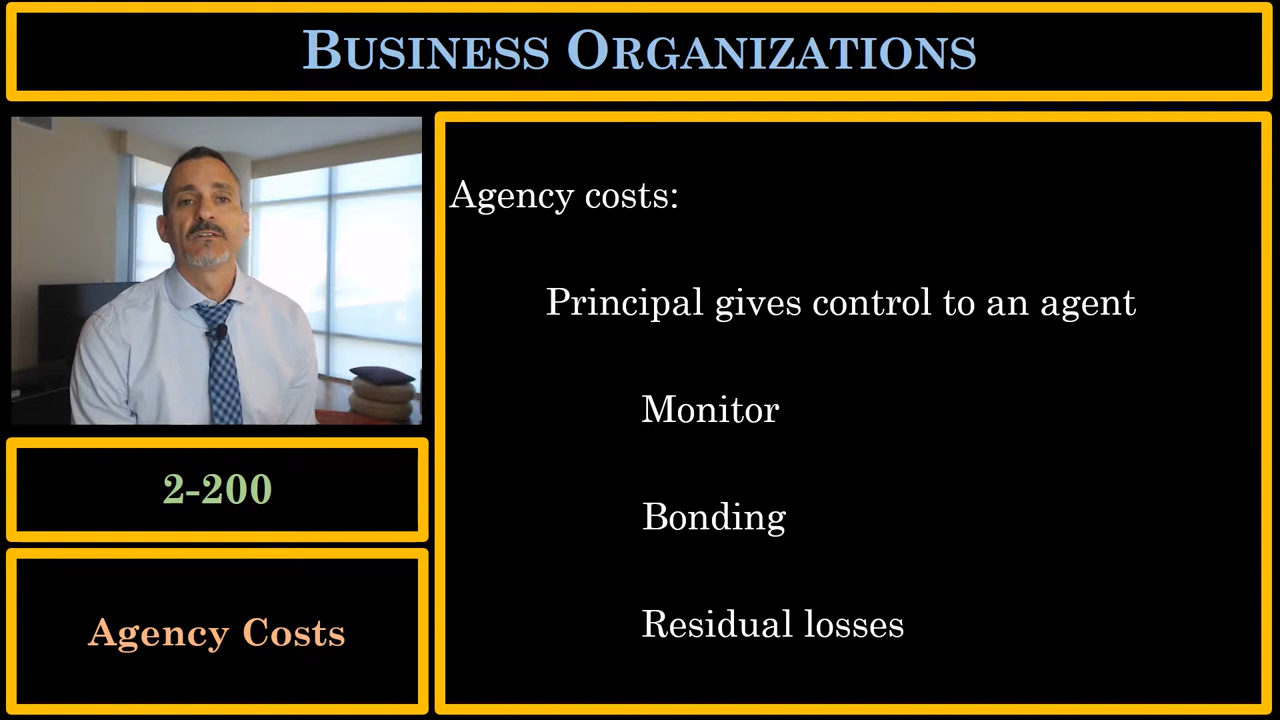 BUSINESS ORGANIZATIONS
Agency costs:
Principal gives control to an agent
Monitor
Bonding
Residual losses
2-200
Agency Costs